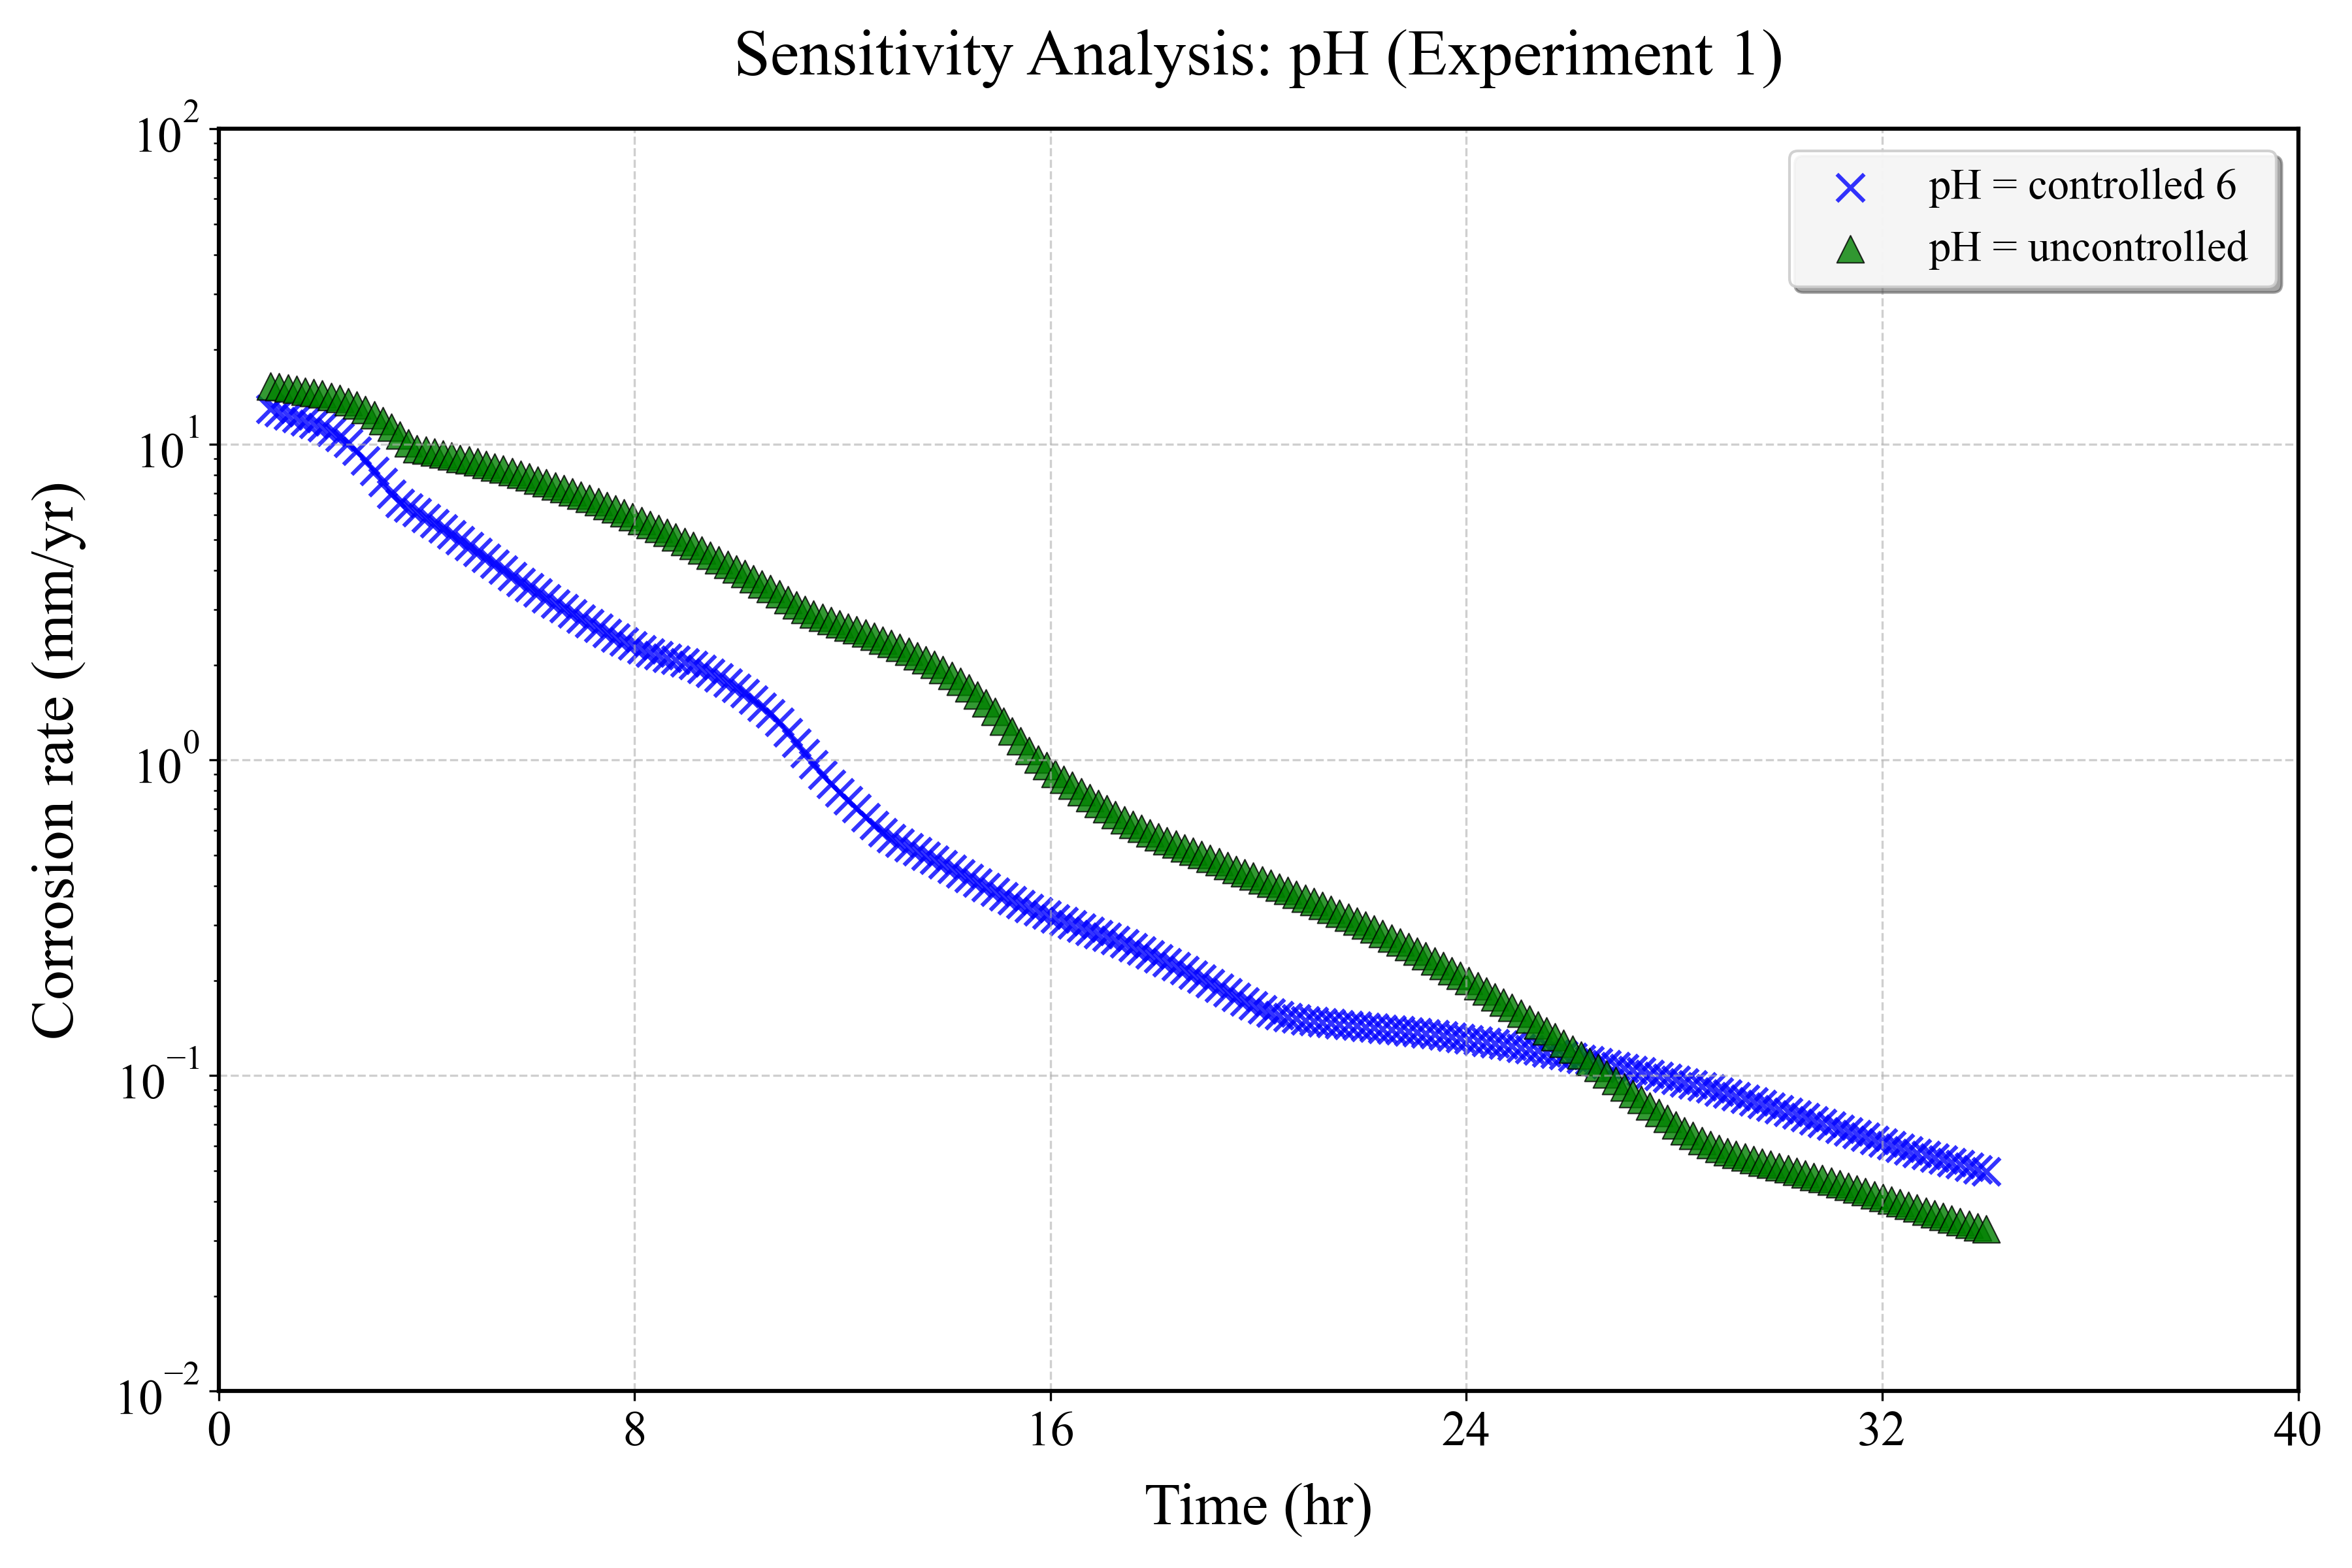 Sensitivity Analysis: pH (Experiment 1)
10²
pH = controlled 6
pH = uncontrolled
10¹
Corrosion rate (mm/yr)
10⁰
10⁻¹
10⁻²
0 8 16 24 32 40
Time (hr)